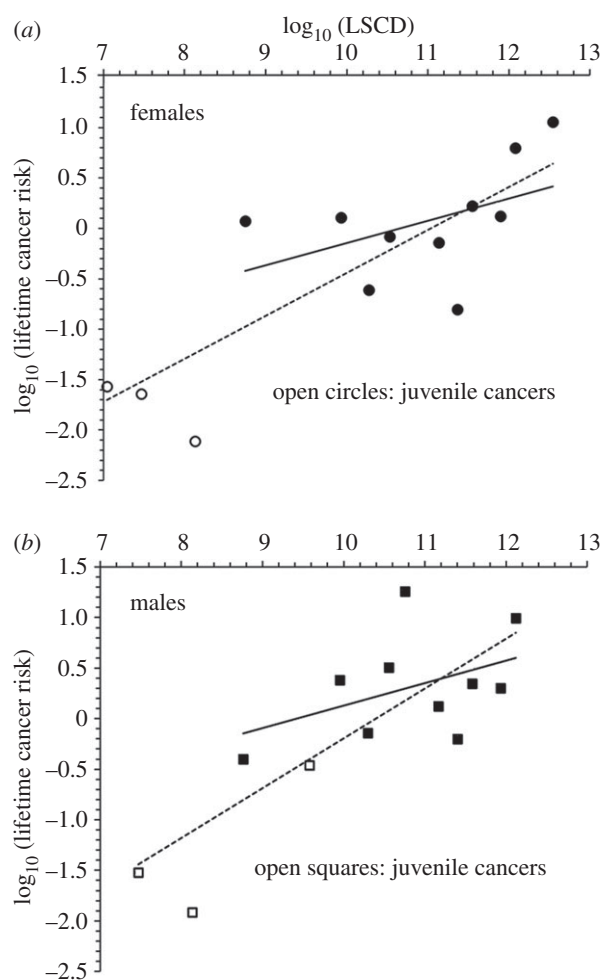 (a)
log10 (LSCD)
7 8 9 10 11 12 13
1.5
1.0
0.5
0
–0.5
–1.0
–1.5
–2.0
–2.5
log10 (lifetime cancer risk)
females
open circles: juvenile cancers
(b)
7 8 9 10 11 12 13
1.5
1.0
0.5
0
–0.5
–1.0
–1.5
–2.0
–2.5
log10 (lifetime cancer risk)
males
open squares: juvenile cancers